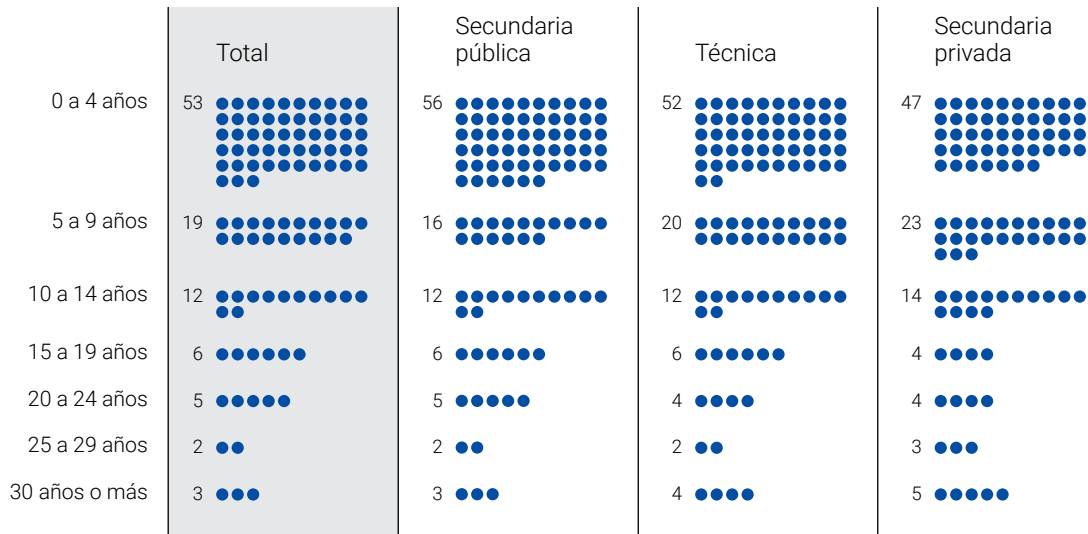 Total
Secundaria
pública
Técnica
Secundaria
privada
0 a 4 años 53 56 52 47
5 a 9 años 19 16 20 23
10 a 14 años 12 12 12 14
15 a 19 años 6 6 6 4
20 a 24 años 5 5 4 4
25 a 29 años 2 2 2 3
30 años o más 3 3 4 5